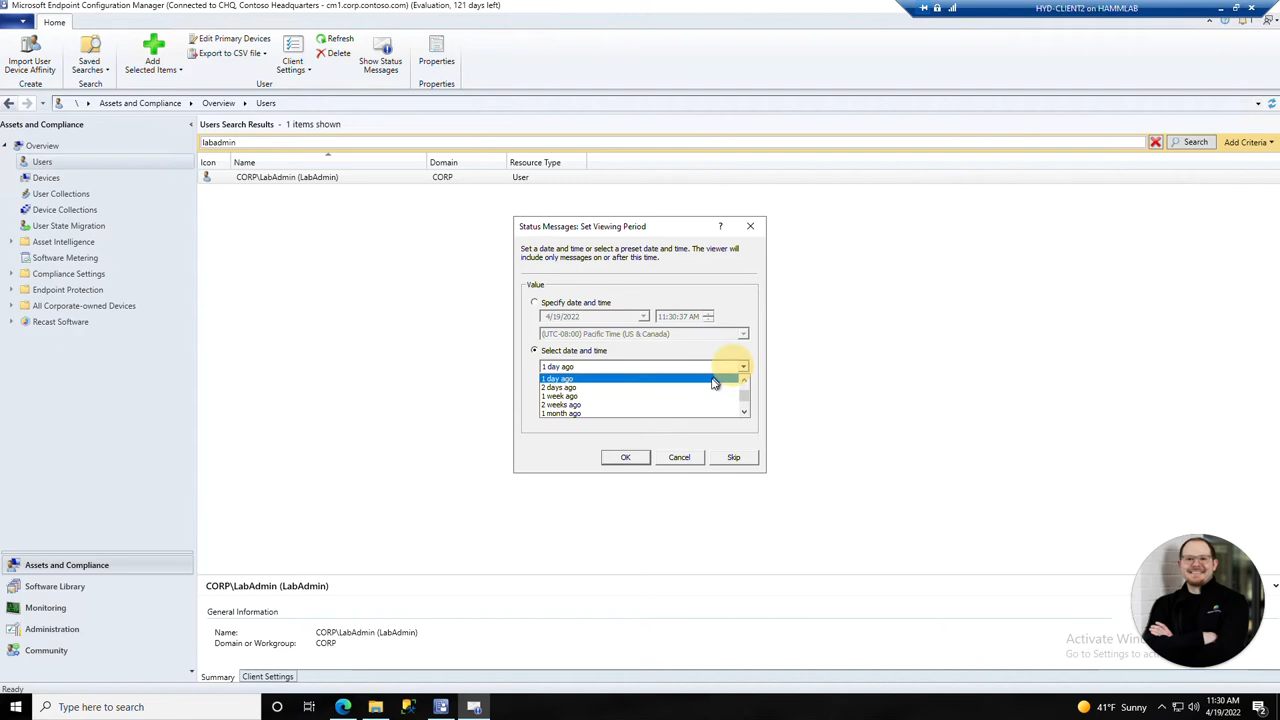 Microsoft Endpoint Configuration Manager (Connected to CHQ, Contoso Headquarters - cm1.corp.contoso.com) (Evaluation, 121 days left)
HYD-CLIENT2 on HAMMLAB
Home
Import User
Device Affinity
Saved
Searches
Add
Selected Items
Edit Primary Devices
Export to CSV file
Client
Settings
Refresh
Delete
Show Status
Messages
Properties
Create
Search
User
Properties
\ Assets and Compliance Overview Users
Assets and Compliance
Overview
Users
Devices
User Collections
Device Collections
User State Migration
Asset Intelligence
Software Metering
Compliance Settings
Endpoint Protection
All Corporate-owned Devices
Recast Software
Users Search Results - 1 items shown
labadmin
Search
Add Criteria
Icon Name Domain Resource Type
CORP\LabAdmin (LabAdmin) CORP User
Status Messages: Set Viewing Period ?
Set a date and time or select a preset date and time. The viewer will
include only messages on or after this time.
Value
Specify date and time
4/19/2022 11:30:37 AM
(UTC-08:00) Pacific Time (US & Canada)
Select date and time
1 day ago
1 day ago
2 days ago
1 week ago
2 weeks ago
1 month ago
OK Cancel Skip
Assets and Compliance
Software Library
Monitoring
Administration
Community
CORP\LabAdmin (LabAdmin)
General Information
Name: CORP\LabAdmin (LabAdmin)
Domain or Workgroup: CORP
Summary Client Settings
Activate
Go to Settings to
Ready
Type here to search
41°F Sunny
11:30 AM
4/19/2022
2